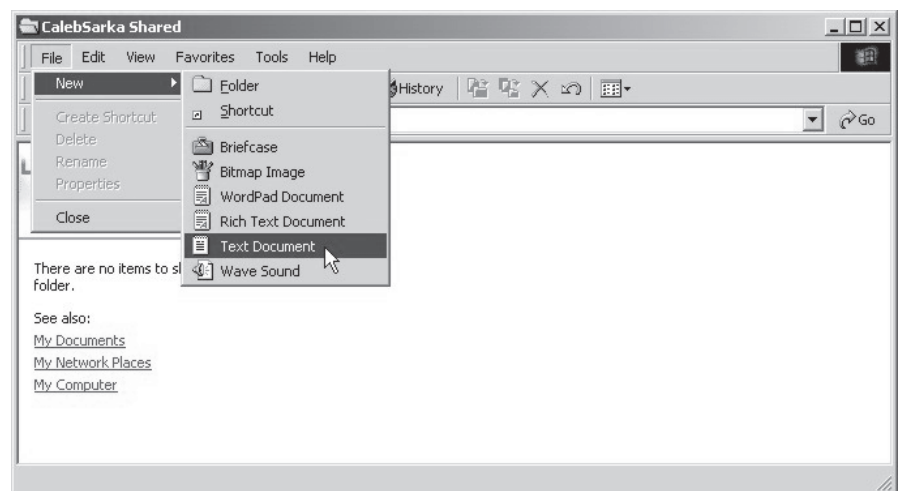 CalebSarka Shared
File Edit View Favorites Tools Help
New
Folder
History
Shortcut
Create Shortcut
Go
Delete
Briefcase
Rename
Bitmap Image
Properties
WordPad Document
Close
Rich Text Document
Text Document
Wave Sound
There are no items to
folder.
See also:
My Documents
My Network Places
My Computer